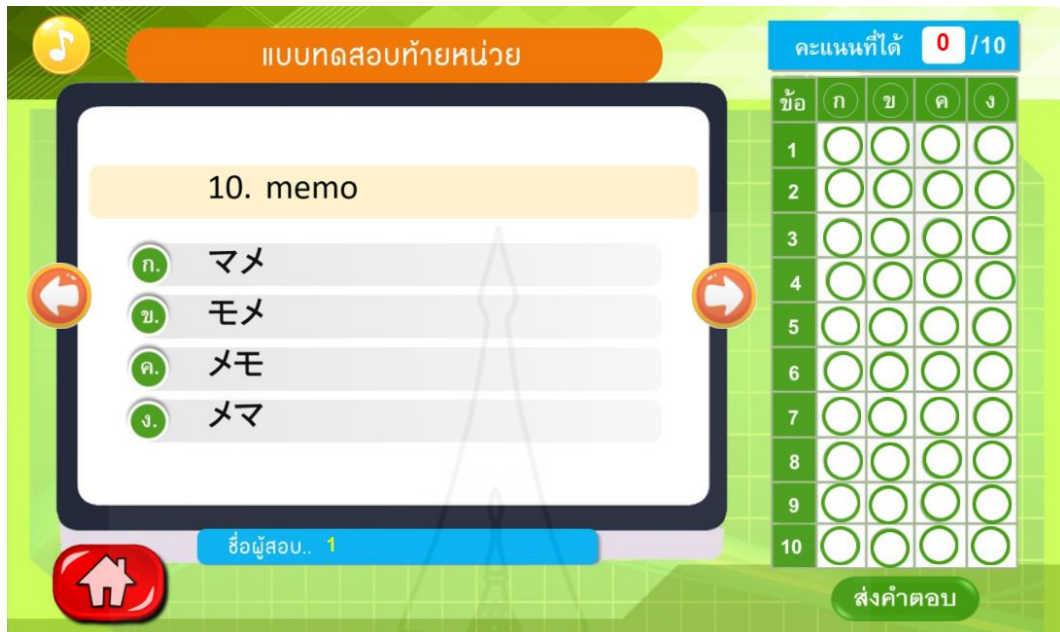 แบบทดสอบท้ายหน่วย
คะแนนที่ได้ 0 /10
10. memo
ก. マメ
ข. モメ
ค. メモ
ง. メマ
ชื่อผู้สอบ.. 1
ข้อ ก ข ค ง
1
2
3
4
5
6
7
8
9
10
ส่งคำตอบ